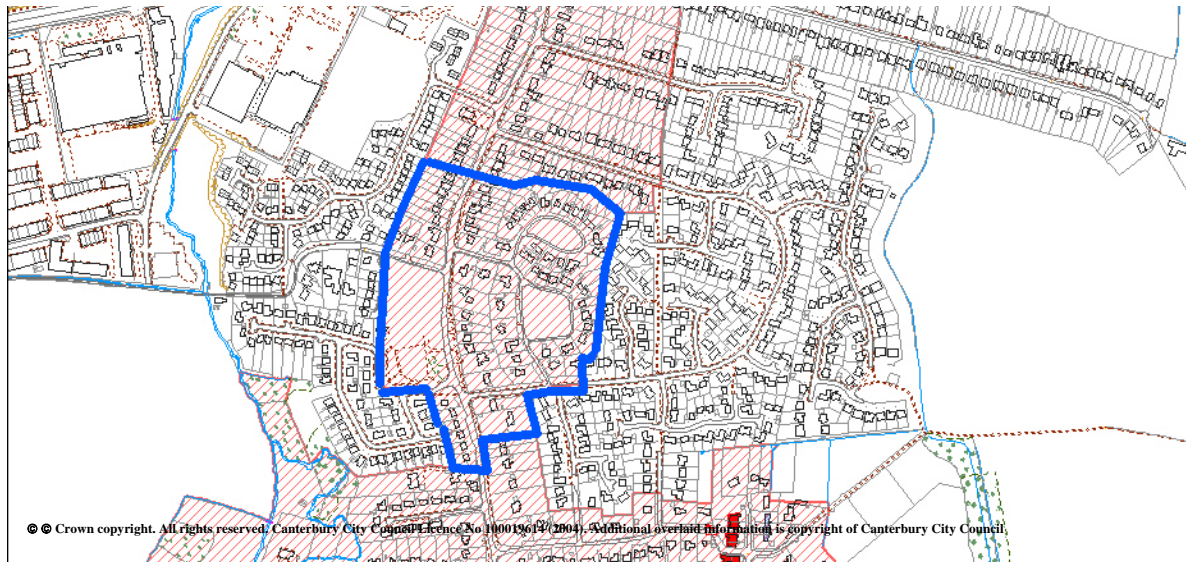 © © Crown copyright. All rights reserved. Canterbury City Council Licence No 100019614 (2004). Additional overlaid information is copyright of Canterbury City Council.